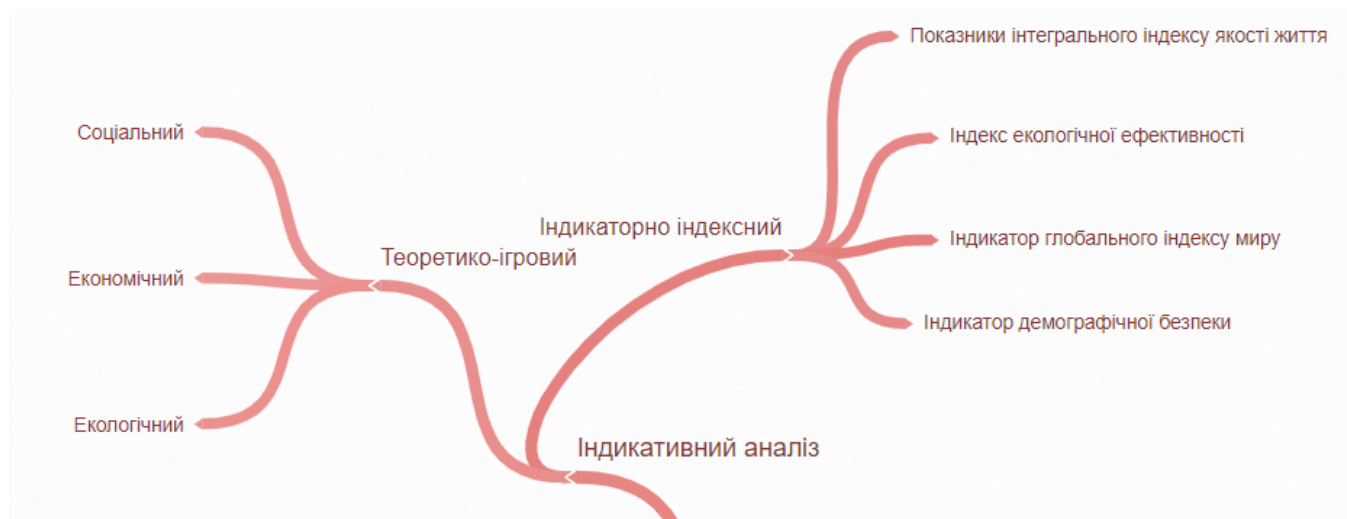 Показники інтегрального індексу якості життя
Соціальний
Індекс екологічної ефективності
Індикаторно індексний
Індикатор глобального індексу миру
Теоретико-ігровий
Економічний
Індикатор демографічної безпеки
Екологічний
Індикативний аналіз